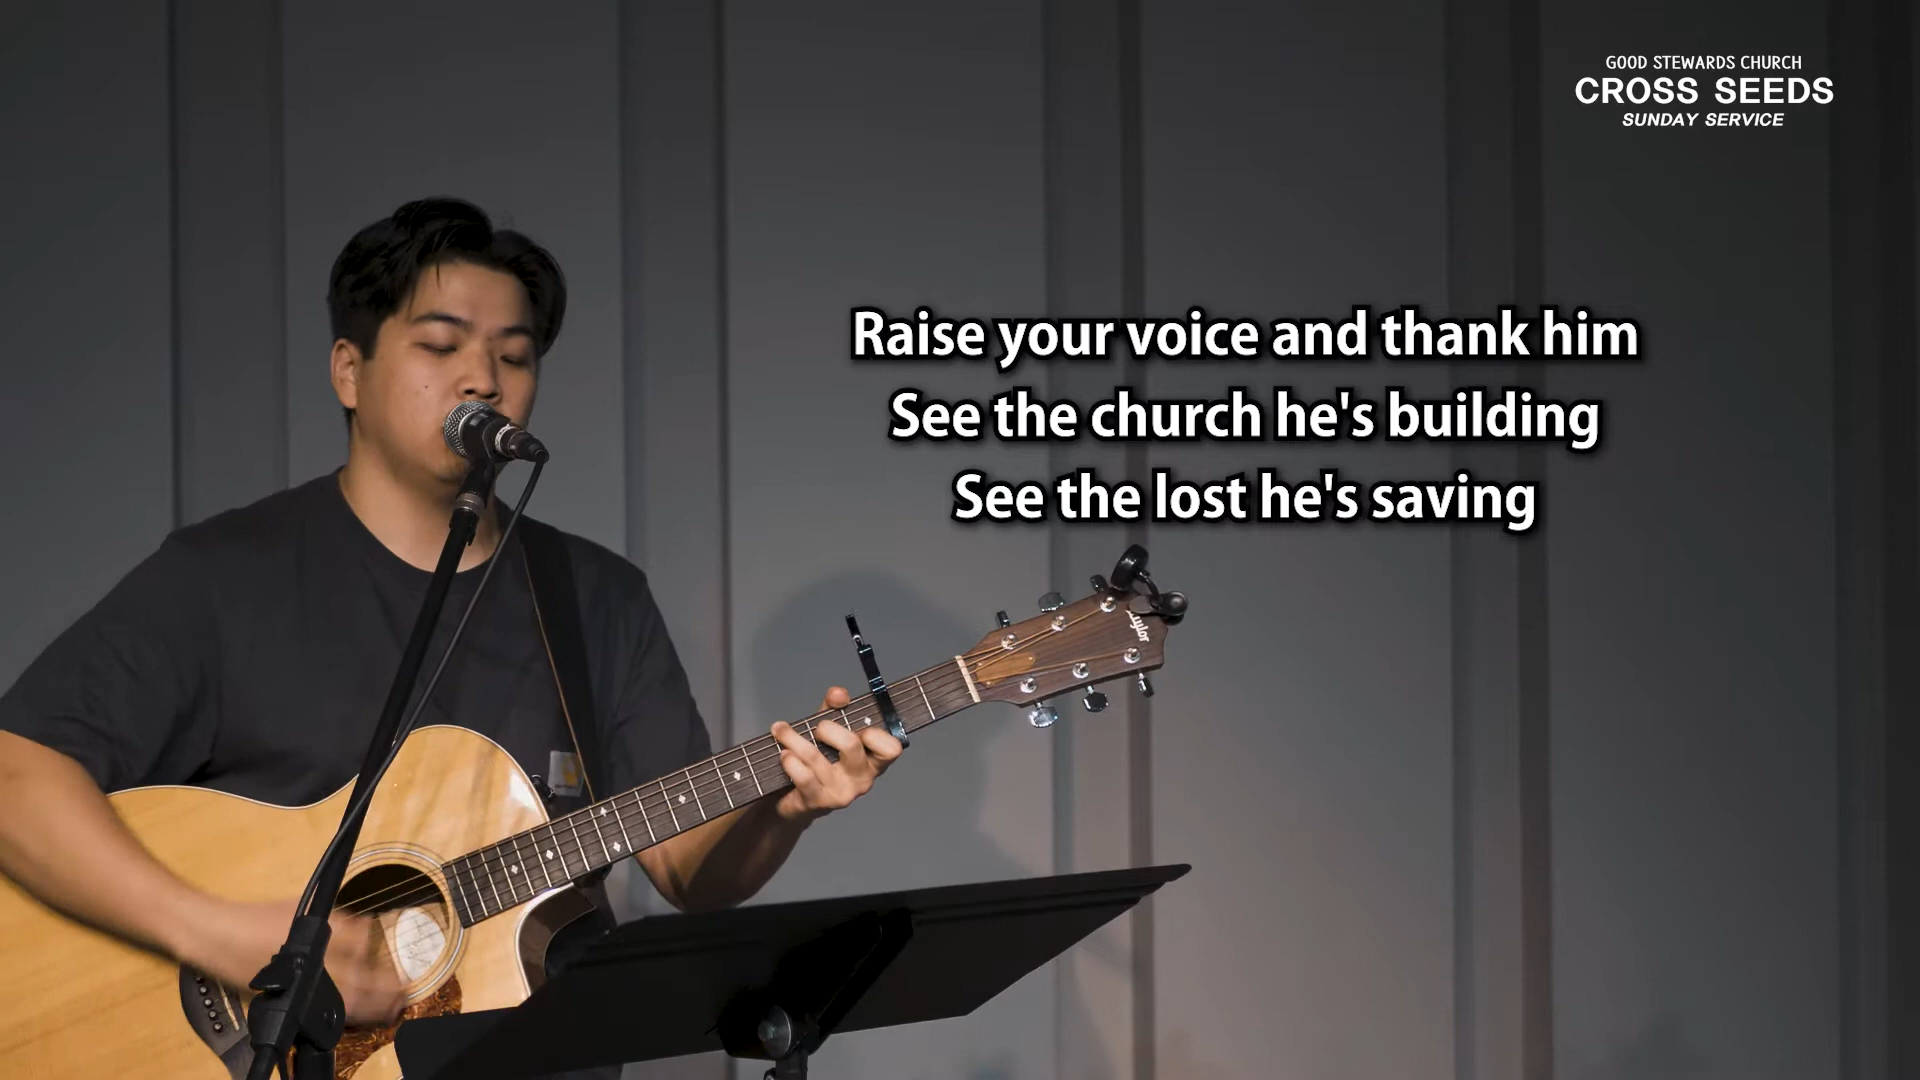 GOOD STEWARDS CHURCH
CROSS SEEDS
SUNDAY SERVICE
Raise your voice and thank him
See the church he's building
See the lost he's saving
Taylor